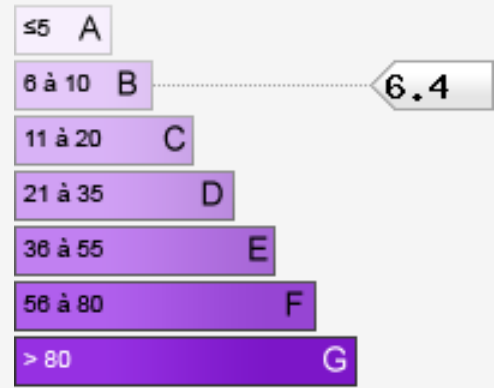 ≤5 A
6 à 10 B 6.4
11 à 20 C
21 à 35 D
36 à 55 E
56 à 80 F
> 80 G